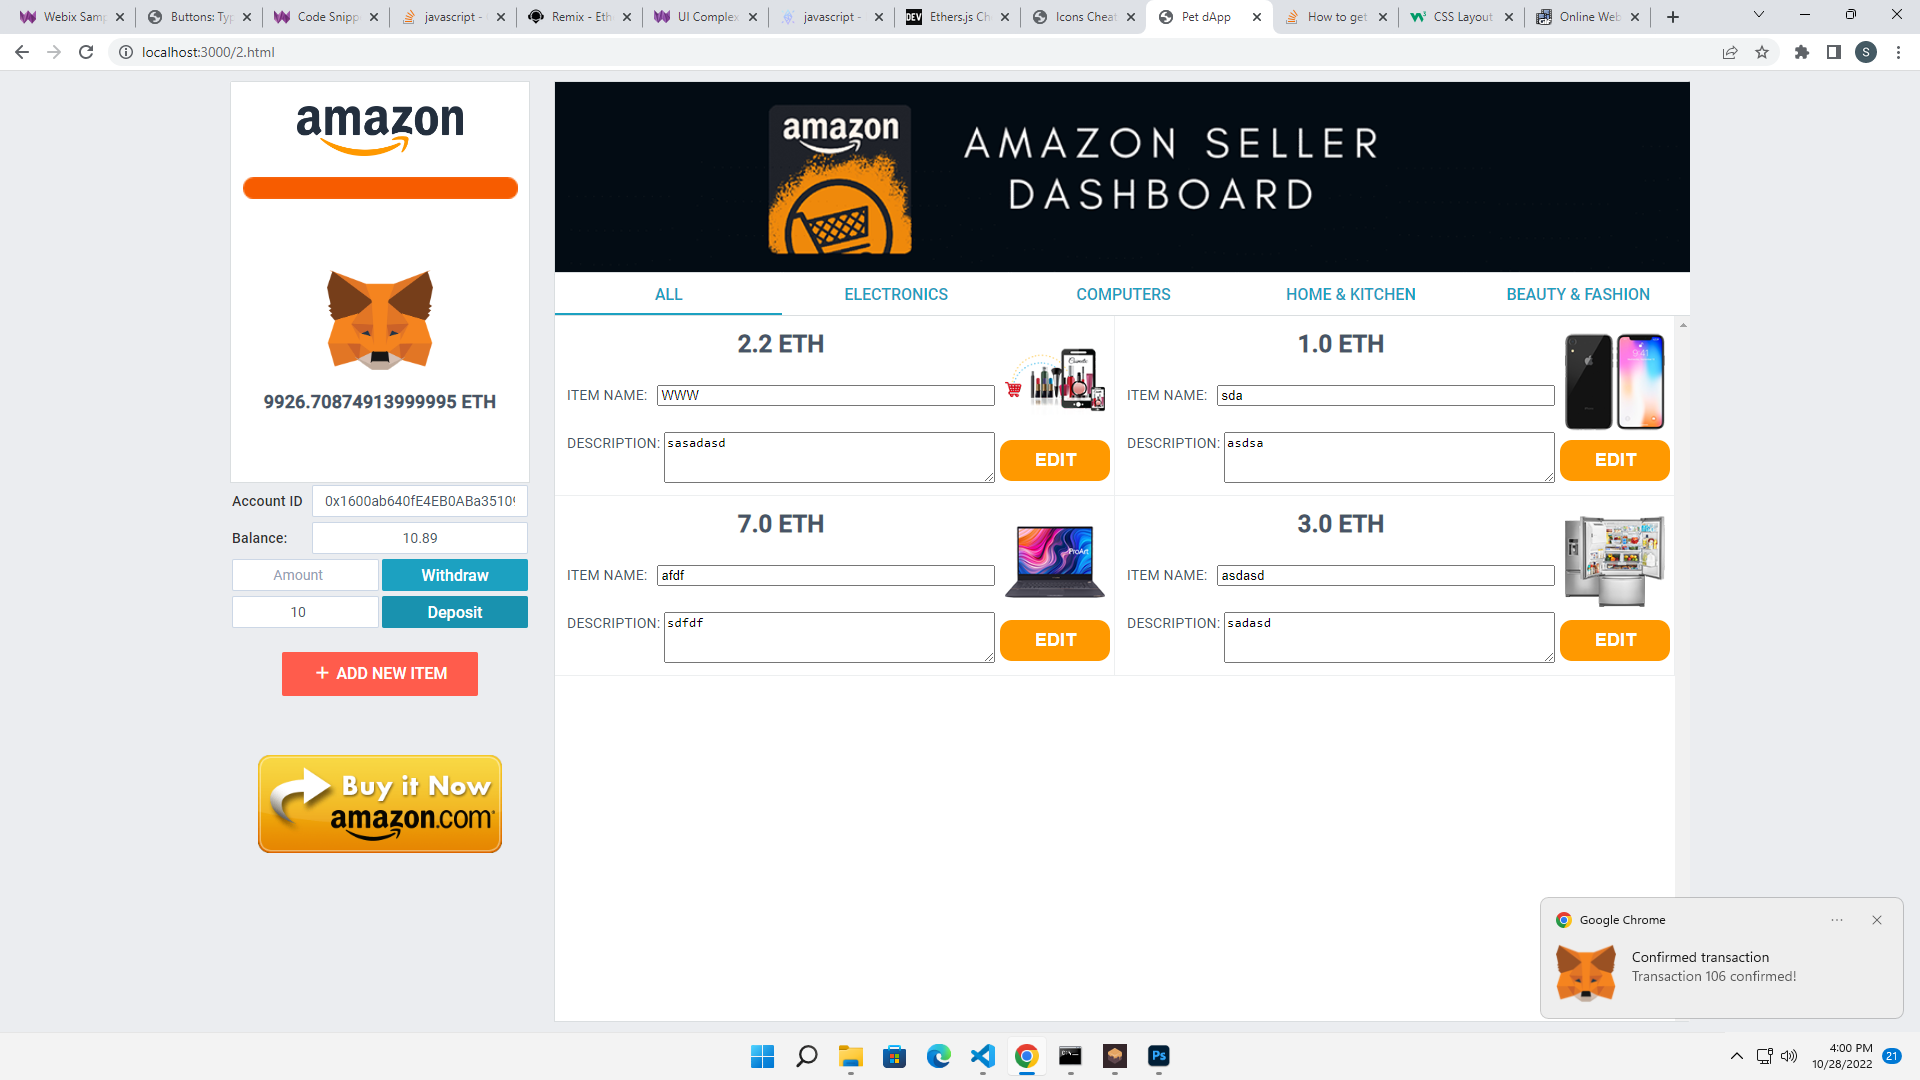 Webix Samp
Buttons: Typ
Code Snipp
javascript -
Remix - Eth
UI Complex
javascript -
DEV
Ethers.js Ch
Icons Cheat
Pet dApp
How to get
CSS Layout
Online Web
localhost:3000/2.html
S
amazon
9926.70874913999995 ETH
Account ID
0x1600ab640fE4EB0ABa3510
Balance:
10.89
Amount
Withdraw
10
Deposit
+ ADD NEW ITEM
Buy it Now
amazon.com
amazon
AMAZON SELLER
DASHBOARD
ALL
ELECTRONICS
COMPUTERS
HOME & KITCHEN
BEAUTY & FASHION
2.2 ETH
ITEM NAME:
WWW
DESCRIPTION:
sasadasd
EDIT
1.0 ETH
ITEM NAME:
sda
DESCRIPTION:
asdsa
EDIT
7.0 ETH
ITEM NAME:
afdf
DESCRIPTION:
sdfdf
ProArt
EDIT
3.0 ETH
ITEM NAME:
asdasd
DESCRIPTION:
sadasd
EDIT
Google Chrome
Confirmed transaction
Transaction 106 confirmed!
Ps
4:00 PM
10/28/2022
21